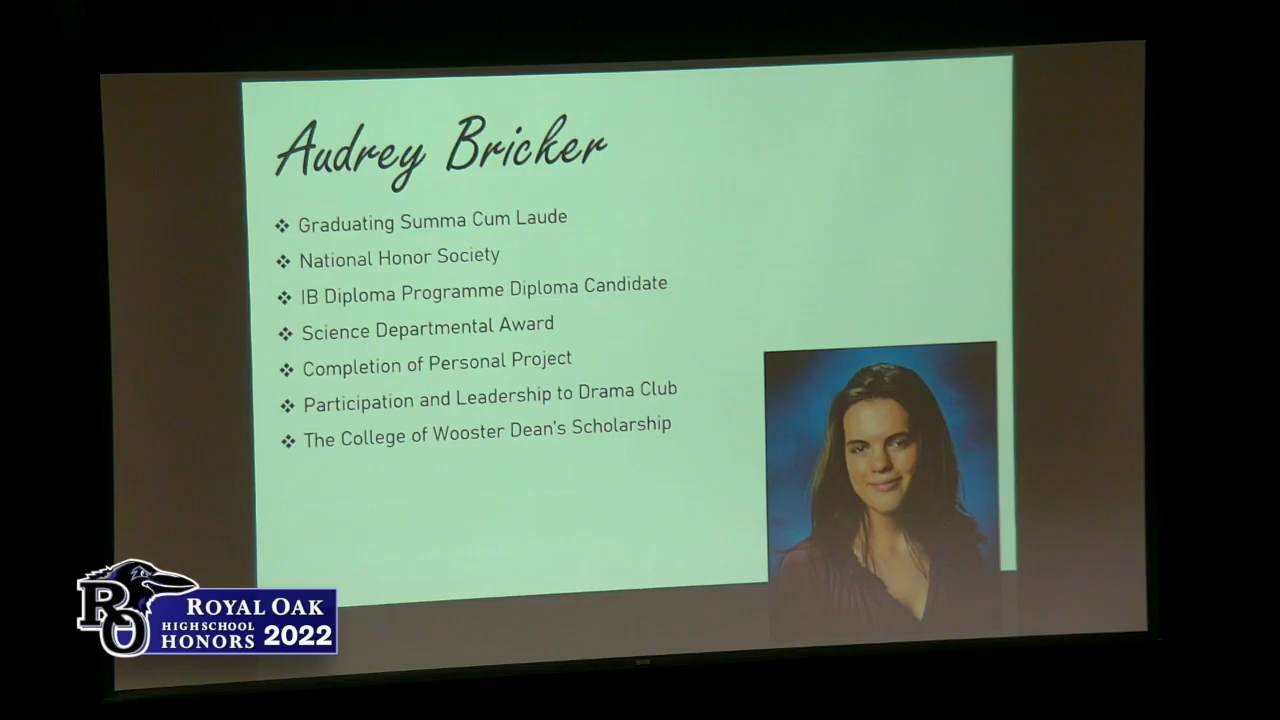 Audrey Bricker
Graduating Summa Cum Laude
National Honor Society
IB Diploma Programme Diploma Candidate
Science Departmental Award
Completion of Personal Project
Participation and Leadership to Drama Club
The College of Wooster Dean's Scholarship
RO
ROYAL OAK
HIGH SCHOOL
HONORS 2022